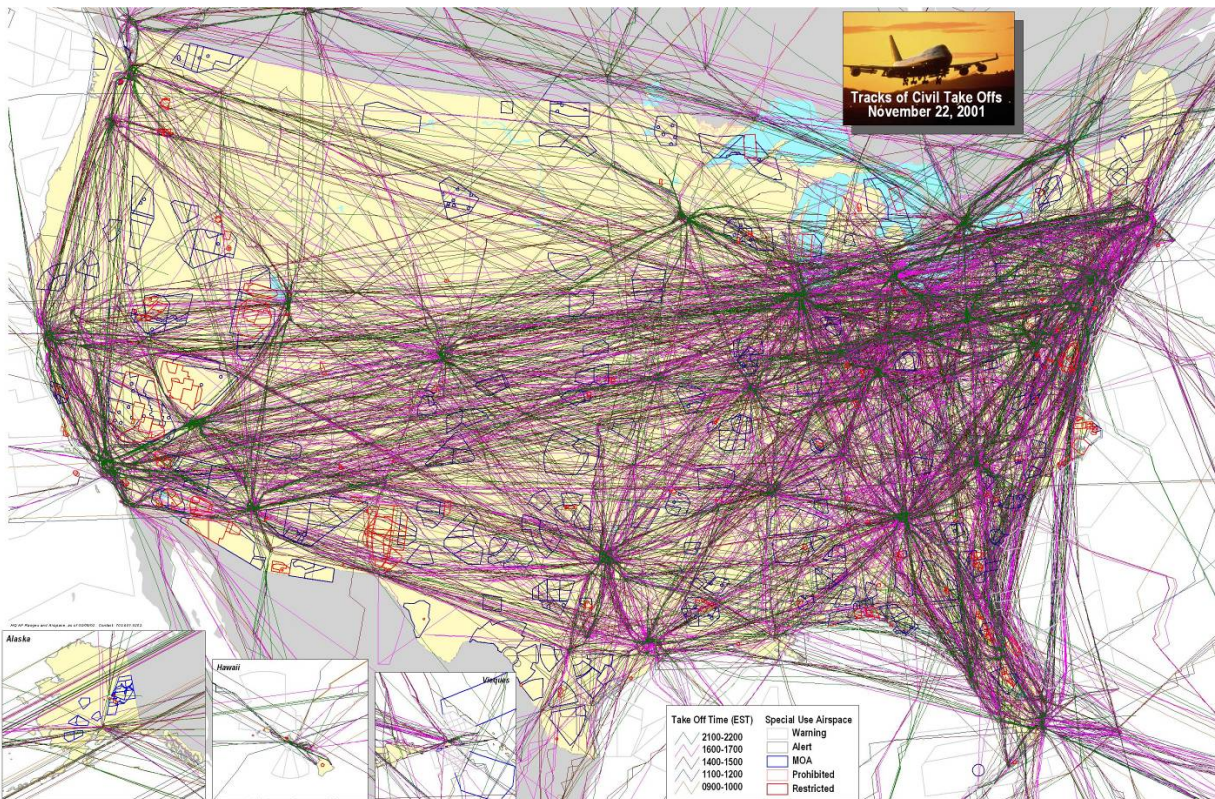 Tracks of Civil Take Offs
November 22, 2001
Alaska
Hawaii
Vieques
Take Off Time (EST)
2100-2200
1600-1700
1400-1500
1100-1200
0900-1000
Special Use Airspace
Warning
Alert
MOA
Prohibited
Restricted